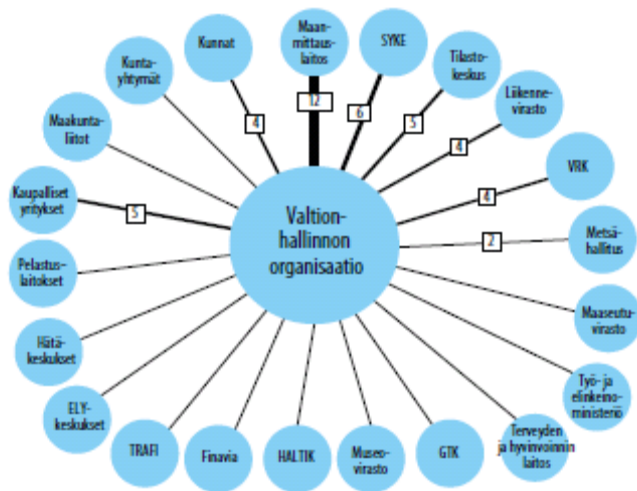 Maan-
mittaus-
laitos
12
SYKE
6
Tilasto-
keskus
5
Liikenne-
virasto
4
VRK
4
Metsä-
hallitus
2
Maaseutu-
virasto
Työ- ja
elinkeino-
ministeriö
Terveyden
ja hyvinvoinnin
laitos
GTK
Museo-
virasto
HALTIK
Finavia
TRAFI
ELY-
keskukset
Hätä-
keskukset
Pelastus-
laitokset
Kaupalliset
yritykset
5
Maakunta-
liitot
Kunta-
yhtymät
Kunnat
4
Valtion-
hallinnon
organisaatio